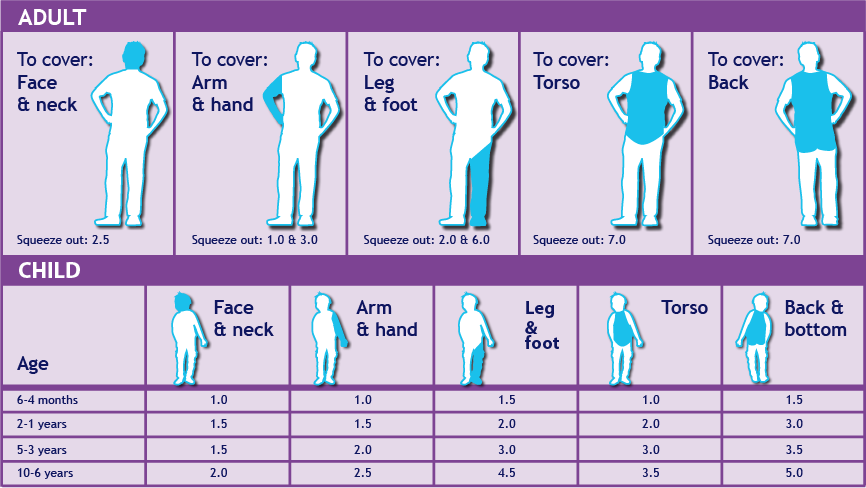 ADULT
To cover:
Face
& neck
Squeeze out: 2.5
To cover:
Arm
& hand
Squeeze out: 1.0 & 3.0
To cover:
Leg
& foot
Squeeze out: 2.0 & 6.0
To cover:
Torso
Squeeze out: 7.0
To cover:
Back
Squeeze out: 7.0
CHILD
Age
Face
& neck
Arm
& hand
Leg
&
foot
Torso
Back &
bottom
6-4 months 1.0 1.0 1.5 1.0 1.5
2-1 years 1.5 1.5 2.0 2.0 3.0
5-3 years 1.5 2.0 3.0 3.0 3.5
10-6 years 2.0 2.5 4.5 3.5 5.0